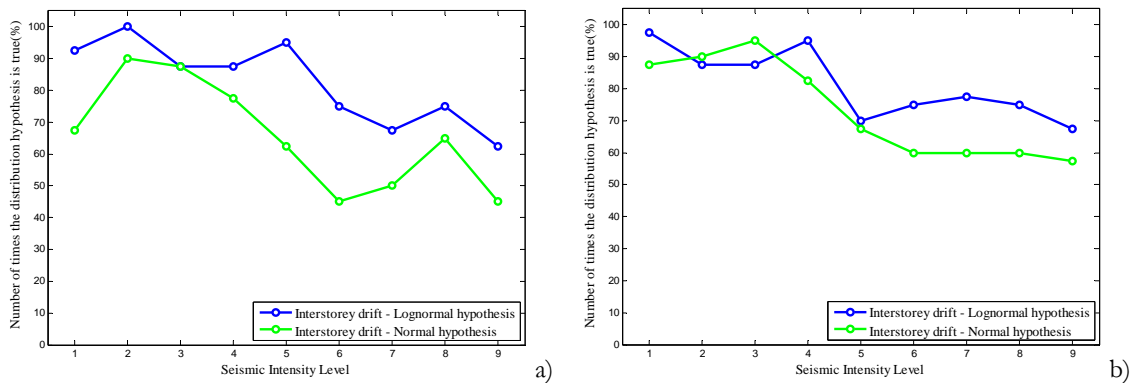 Number of times the distribution hypothesis is true(%)
100
90
80
70
60
50
40
30
20
10
0
1 2 3 4 5 6 7 8 9
Seismic Intensity Level
Interstorey drift - Lognormal hypothesis
Interstorey drift - Normal hypothesis
a)
Number of times the distribution hypothesis is true(%)
100
90
80
70
60
50
40
30
20
10
0
1 2 3 4 5 6 7 8 9
Seismic Intensity Level
Interstorey drift - Lognormal hypothesis
Interstorey drift - Normal hypothesis
b)